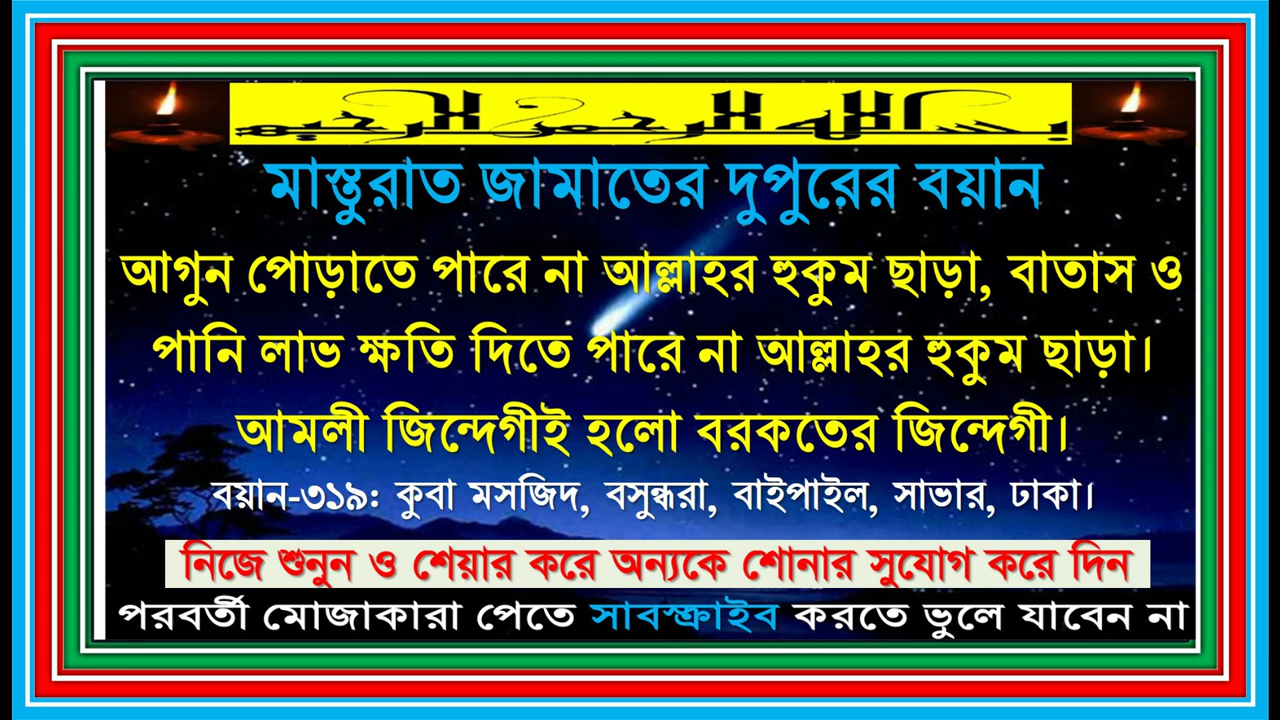 بسم الله الرحمن الرحيم
মাস্তুরাত জামাতের দুপুরের বয়ান
আগুন পোড়াতে পারে না আল্লাহর হুকুম ছাড়া, বাতাস ও
পানি লাভ ক্ষতি দিতে পারে না আল্লাহর হুকুম ছাড়া।
আমলী জিন্দেগীই হলো বরকতের জিন্দেগী।
বয়ান-৩১৯: কুবা মসজিদ, বসুন্ধরা, বাইপাইল, সাভার, ঢাকা।
নিজে শুনুন ও শেয়ার করে অন্যকে শোনার সুযোগ করে দিন
পরবর্তী মোজাকারা পেতে সাবস্ক্রাইব করতে ভুলে যাবেন না